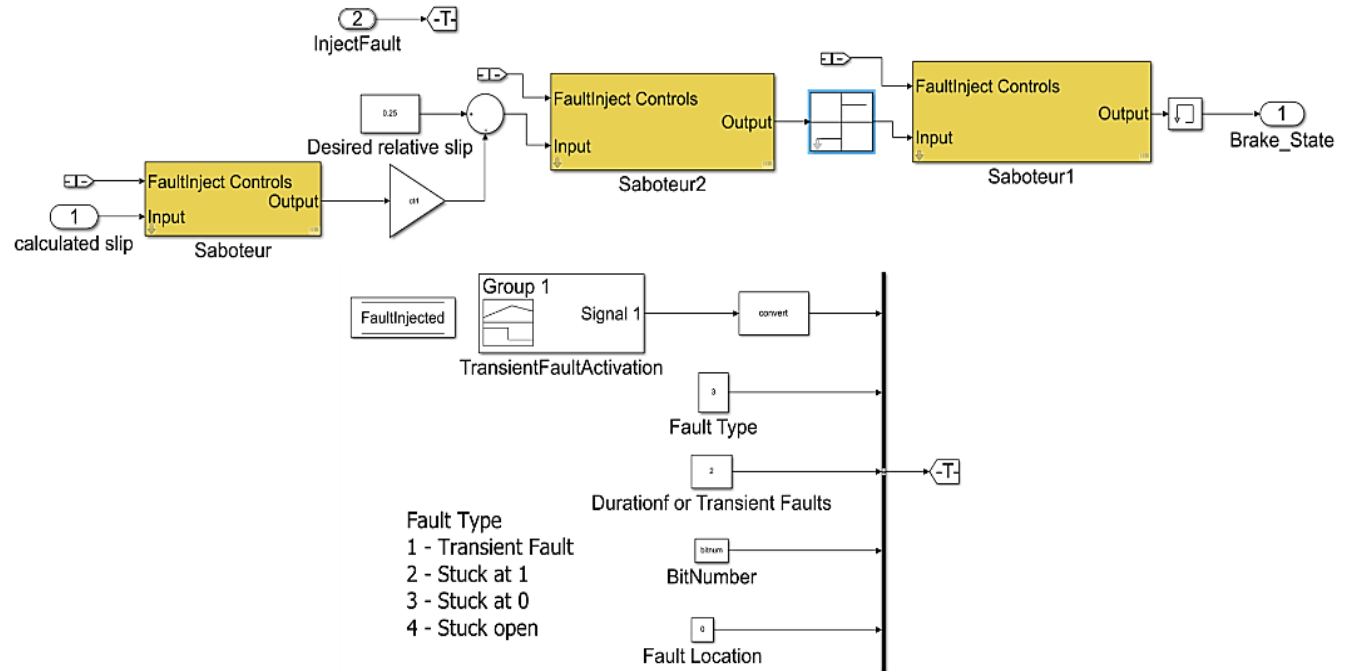 2
-T-
InjectFault
FaultInject Controls
Input
Output
Saboteur2
FaultInject Controls
Input
Output
Saboteur1
1
Brake_State
0.25
Desired relative slip
FaultInject Controls
Input
Output
Saboteur
1
calculated slip
FaultInjected
Group 1
Signal 1
TransientFaultActivation
convert
3
Fault Type
2
Durationf or Transient Faults
-T-
bitnum
BitNumber
0
Fault Location
Fault Type
1 - Transient Fault
2 - Stuck at 1
3 - Stuck at 0
4 - Stuck open